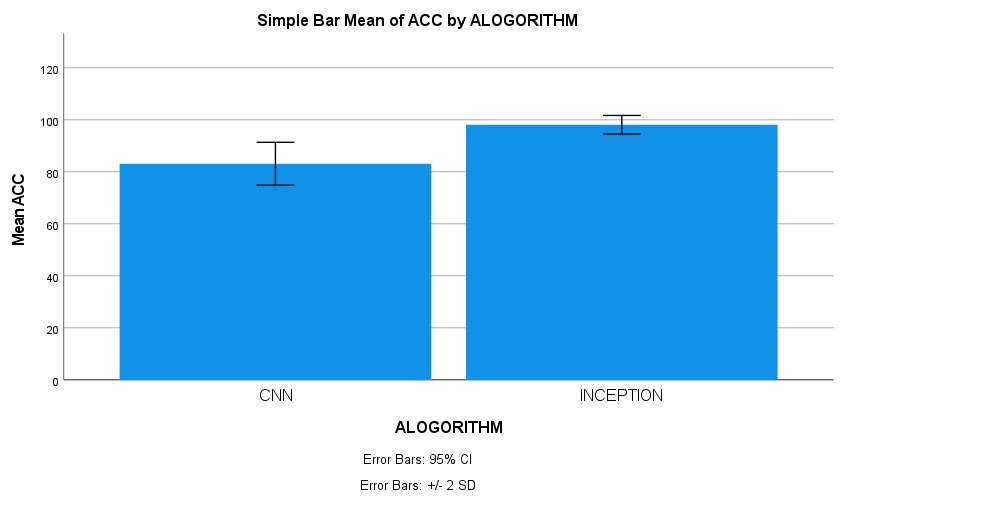 Simple Bar Mean of ACC by ALOGORITHM
Mean ACC
120
100
80
60
40
20
0
CNN
INCEPTION
ALOGORITHM
Error Bars: 95% CI
Error Bars: +/- 2 SD